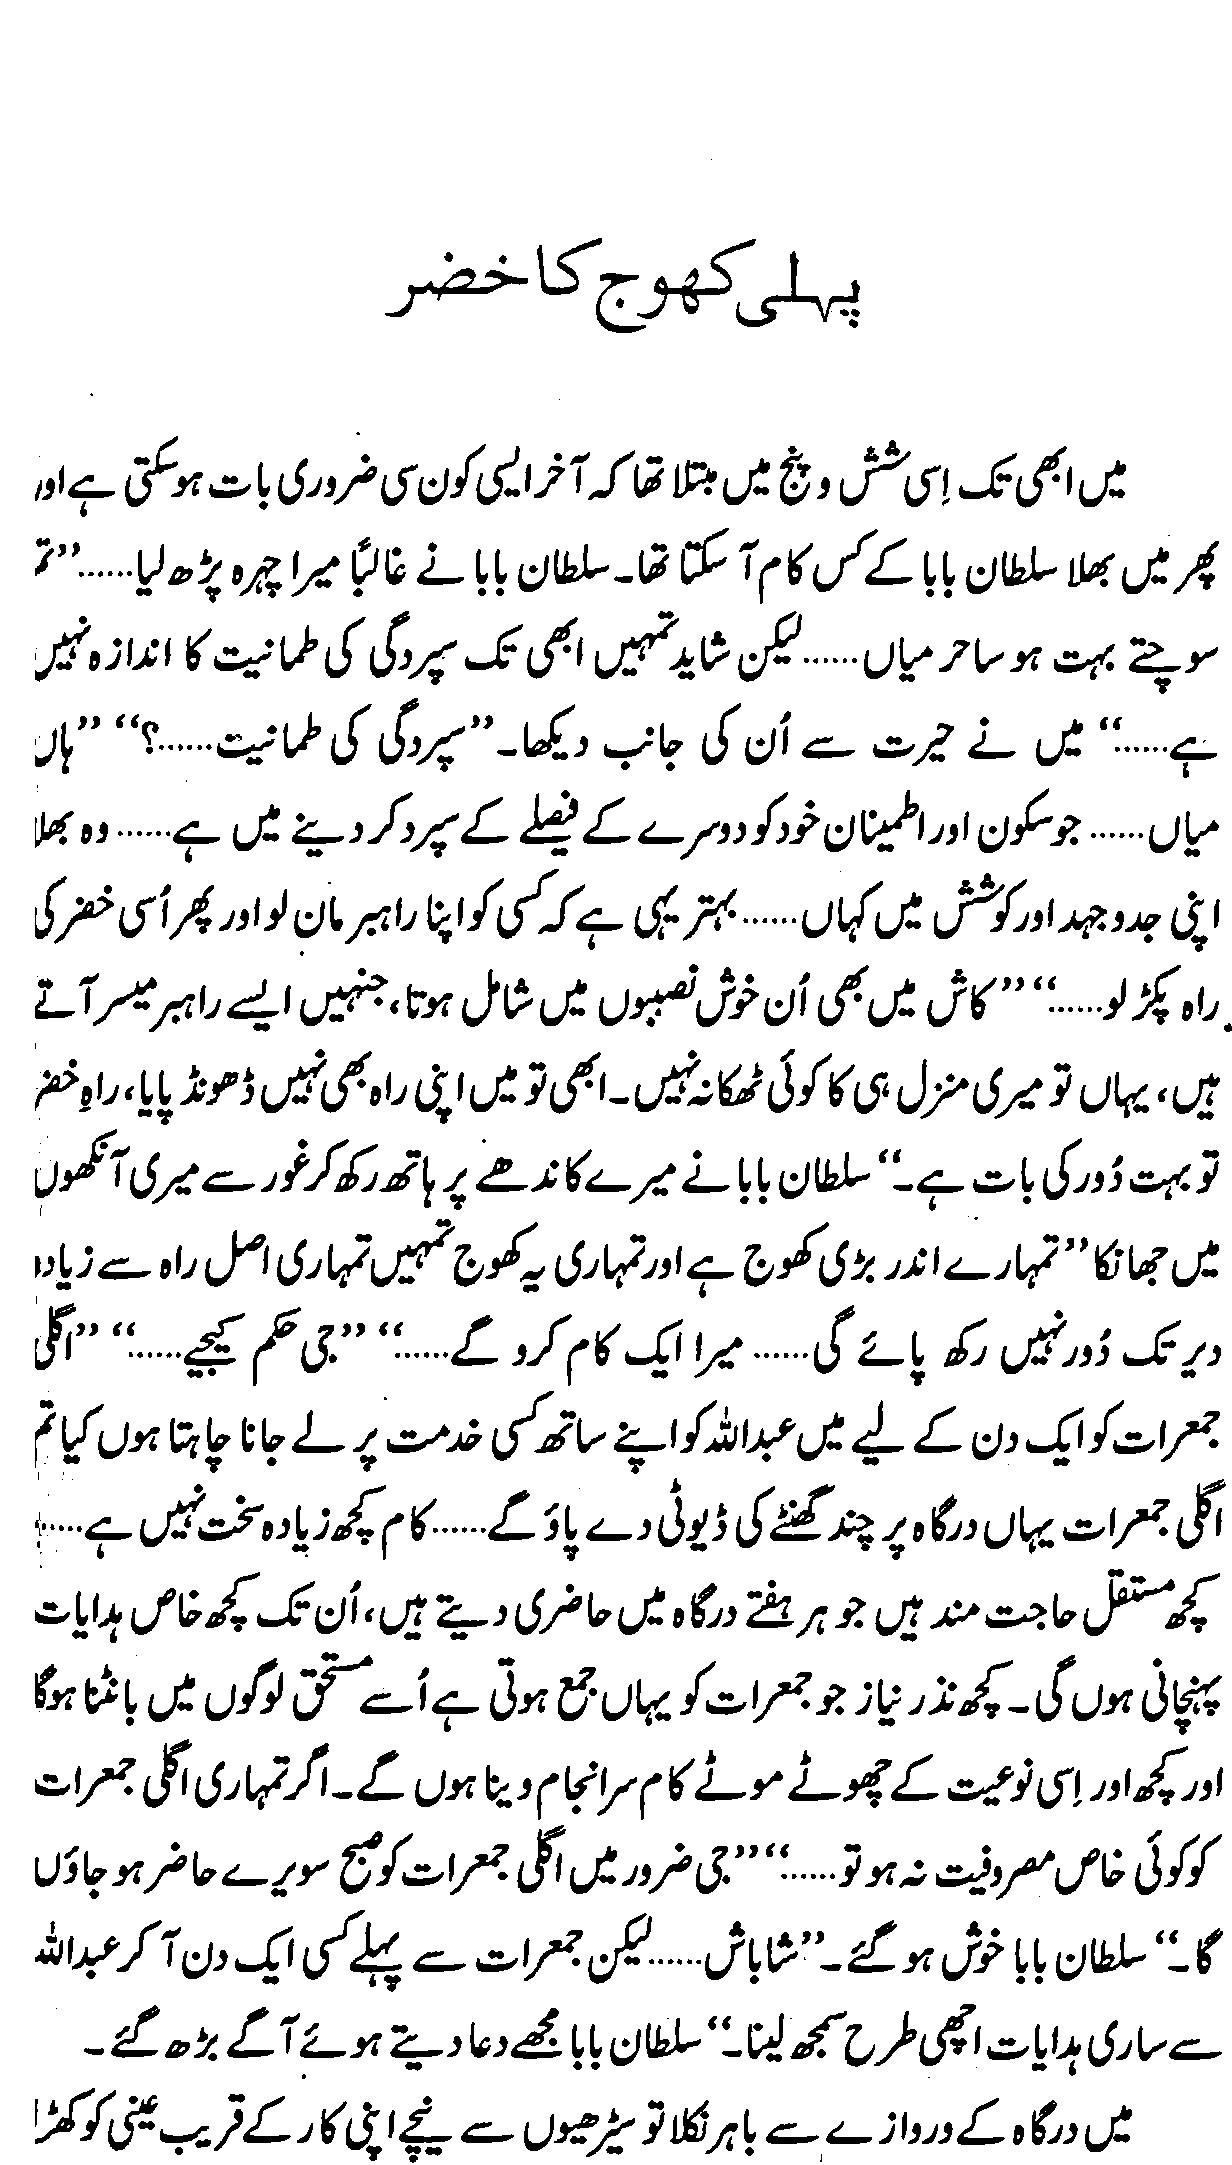 پہلی کھوج کا خضر
میں ابھی تک اِسی شش و پنج میں مبتلا تھا کہ آخر ایسی کون سی ضروری بات ہو سکتی ہے اور
پھر میں بھلا سلطان بابا کے کس کام آ سکتا تھا۔ سلطان بابا نے غالباً میرا چہرہ پڑھ لیا...... ”تم
سوچتے بہت ہو ساحر میاں...... لیکن شاید تمہیں ابھی تک سپردگی کی طمانیت کا اندازہ نہیں
ہے......“ میں نے حیرت سے اُن کی جانب دیکھا۔ ”سپردگی کی طمانیت......؟“ ”ہاں
میاں...... جو سکون اور اطمینان خود کو دوسرے کے فیصلے کے سپرد کر دینے میں ہے...... وہ بھلا
اپنی جدوجہد اور کوشش میں کہاں...... بہتر یہی ہے کہ کسی کو اپنا راہبر مان لو اور پھر اُسی خضر کی
راہ پکڑ لو......“ ”کاش میں بھی اُن خوش نصیبوں میں شامل ہوتا، جنہیں ایسے راہبر میسر آتے
ہیں، یہاں تو میری منزل ہی کا کوئی ٹھکانہ نہیں۔ ابھی تو میں اپنی راہ بھی نہیں ڈھونڈ پایا، راہِ خضر
تو بہت دُور کی بات ہے۔“ سلطان بابا نے میرے کاندھے پر ہاتھ رکھ کر غور سے میری آنکھوں
میں جھانکا ”تمہارے اندر بڑی کھوج ہے اور تمہاری یہ کھوج تمہیں تمہاری اصل راہ سے زیادہ
دیر تک دُور نہیں رکھ پائے گی...... میرا ایک کام کرو گے......“ ”جی حکم کیجیے......“ ”اگلی
جمعرات کو ایک دن کے لیے میں عبداللہ کو اپنے ساتھ کسی خدمت پر لے جانا چاہتا ہوں کیا تم
اگلی جمعرات یہاں درگاہ پر چند گھنٹے کی ڈیوٹی دے پاؤ گے...... کام کچھ زیادہ سخت نہیں ہے......
کچھ مستقل حاجت مند ہیں جو ہر ہفتے درگاہ میں حاضری دیتے ہیں، اُن تک کچھ خاص ہدایات
پہنچانی ہوں گی۔ کچھ نذر نیاز جو جمعرات کو یہاں جمع ہوتی ہے اُسے مستحق لوگوں میں بانٹنا ہوگا
اور کچھ اور اِسی نوعیت کے چھوٹے موٹے کام سرانجام دینا ہوں گے۔ اگر تمہاری اگلی جمعرات
کو کوئی خاص مصروفیت نہ ہو تو......“ ”جی ضرور میں اگلی جمعرات کو صبح سویرے حاضر ہو جاؤں
گا۔“ سلطان بابا خوش ہو گئے۔ ”شاباش...... لیکن جمعرات سے پہلے کسی ایک دن آ کر عبداللہ
سے ساری ہدایات اچھی طرح سمجھ لینا۔“ سلطان بابا مجھے دعا دیتے ہوئے آگے بڑھ گئے۔
میں درگاہ کے دروازے سے باہر نکلا تو سیڑھیوں سے نیچے اپنی کار کے قریب عینی کو کھڑا